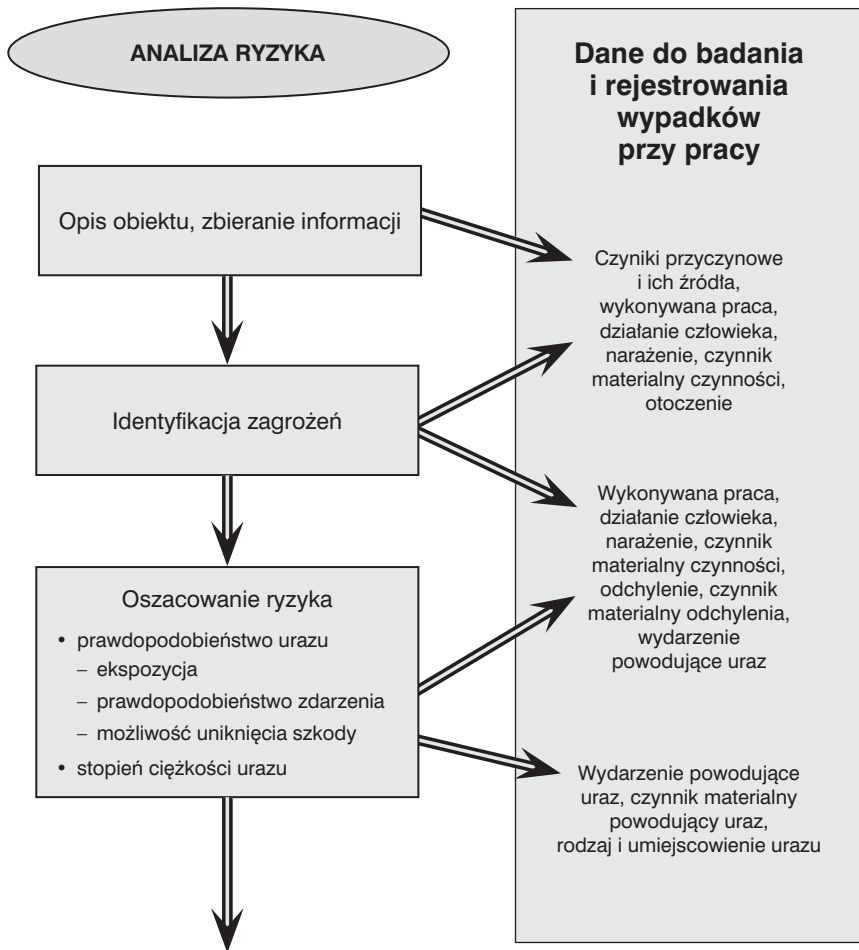 ANALIZA RYZYKA
Opis obiektu, zbieranie informacji
Identyfikacja zagrożeń
Oszacowanie ryzyka
• prawdopodobieństwo urazu
– ekspozycja
– prawdopodobieństwo zdarzenia
– możliwość uniknięcia szkody
• stopień ciężkości urazu
Dane do badania
i rejestrowania
wypadków
przy pracy
Czyniki przyczynowe
i ich źródła,
wykonywana praca,
działanie człowieka,
narażenie, czynnik
materialny czynności,
otoczenie
Wykonywana praca,
działanie człowieka,
narażenie, czynnik
materialny czynności,
odchylenie, czynnik
materialny odchylenia,
wydarzenie
powodujące uraz
Wydarzenie powodujące
uraz, czynnik materialny
powodujący uraz,
rodzaj i umiejscowienie urazu